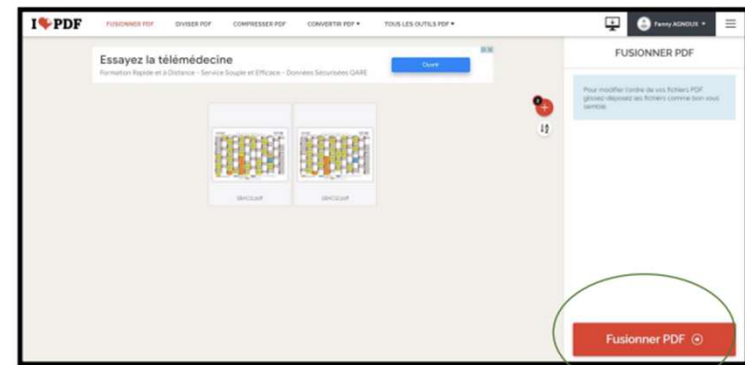 I PDF
FUSIONNER PDF
DIVISER PDF
COMPRESSER PDF
CONVERTIR PDF
TOUS LES OUTILS PDF
Fanny AGNOUX
Essayez la télémédecine
Formation Rapide et à Distance - Service Souple et Efficace - Données Sécurisées QARE
Ouvrir
2
FUSIONNER PDF
Pour modifier l'ordre de vos fichiers PDF,
glissez-déposez les fichiers comme bon vous
semble.
Fusionner PDF